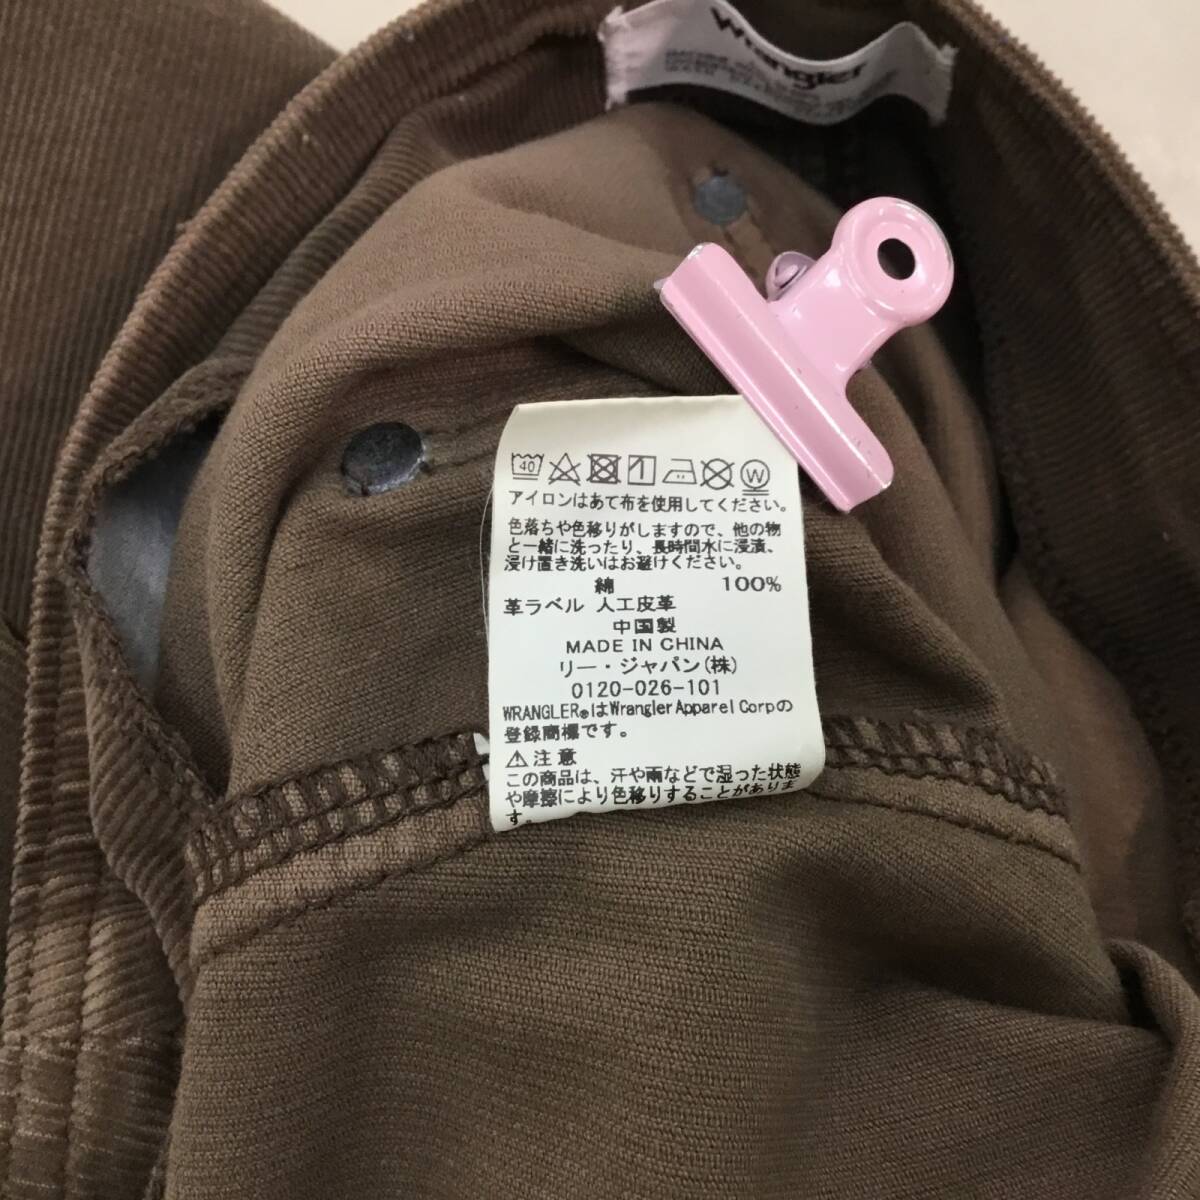 Wrangler
40
アイロンはあて布を使用してください。
色落ちや色移りがしますので、他の物
と一緒に洗ったり、長時間水に浸漬、
浸け置き洗いはお避けください。
綿 100%
革ラベル 人工皮革
中国製
MADE IN CHINA
リー・ジャパン(株)
0120-026-101
WRANGLER®はWrangler Apparel Corpの
登録商標です。
⚠注意
この商品は、汗や雨などで湿った状態
や摩擦により色移りすることがありま
す。